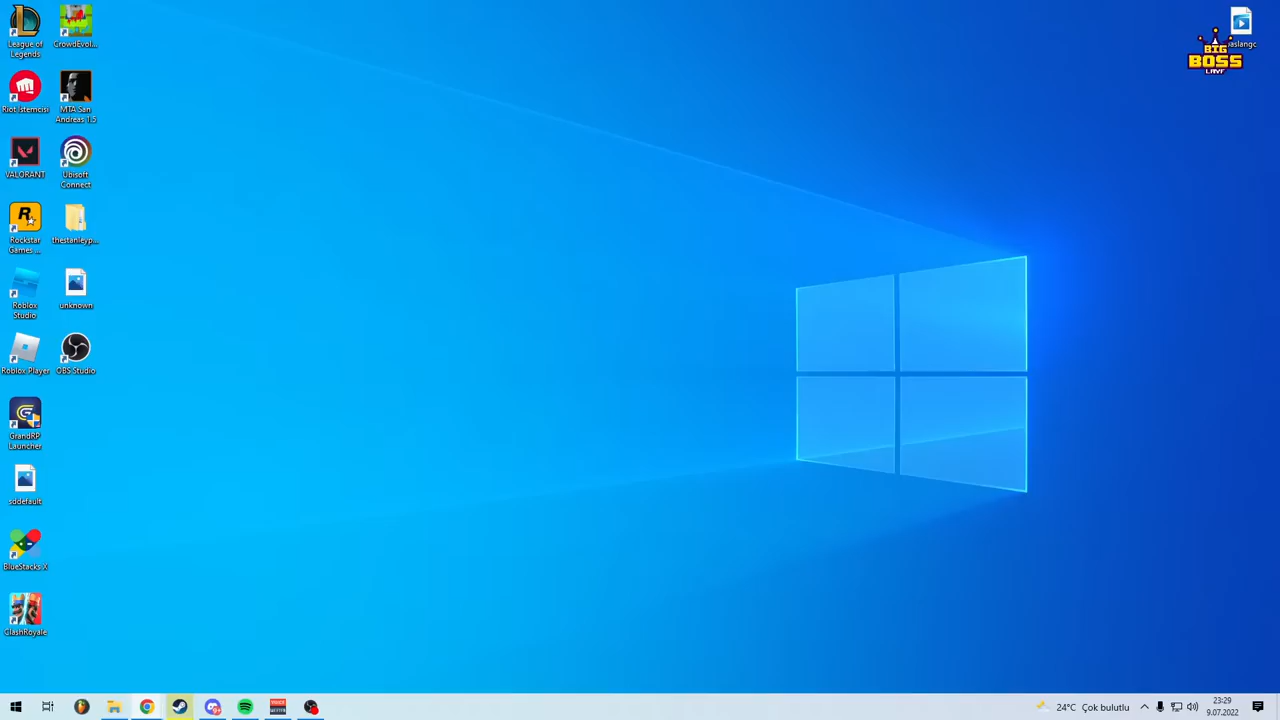 League of
Legends
CrowdEvol...
aslangc
BIG
BOSS
Riot İstemcisi
MTA San
Andreas 1.5
VALORANT
Ubisoft
Connect
Rockstar
Games ...
thestanleyp...
Roblox
Studio
unknown
Roblox Player
OBS Studio
GrandRP
Launcher
sddefault
BlueStacks X
ClashRoyale
24°C Çok bulutlu
23:29
9.07.2022